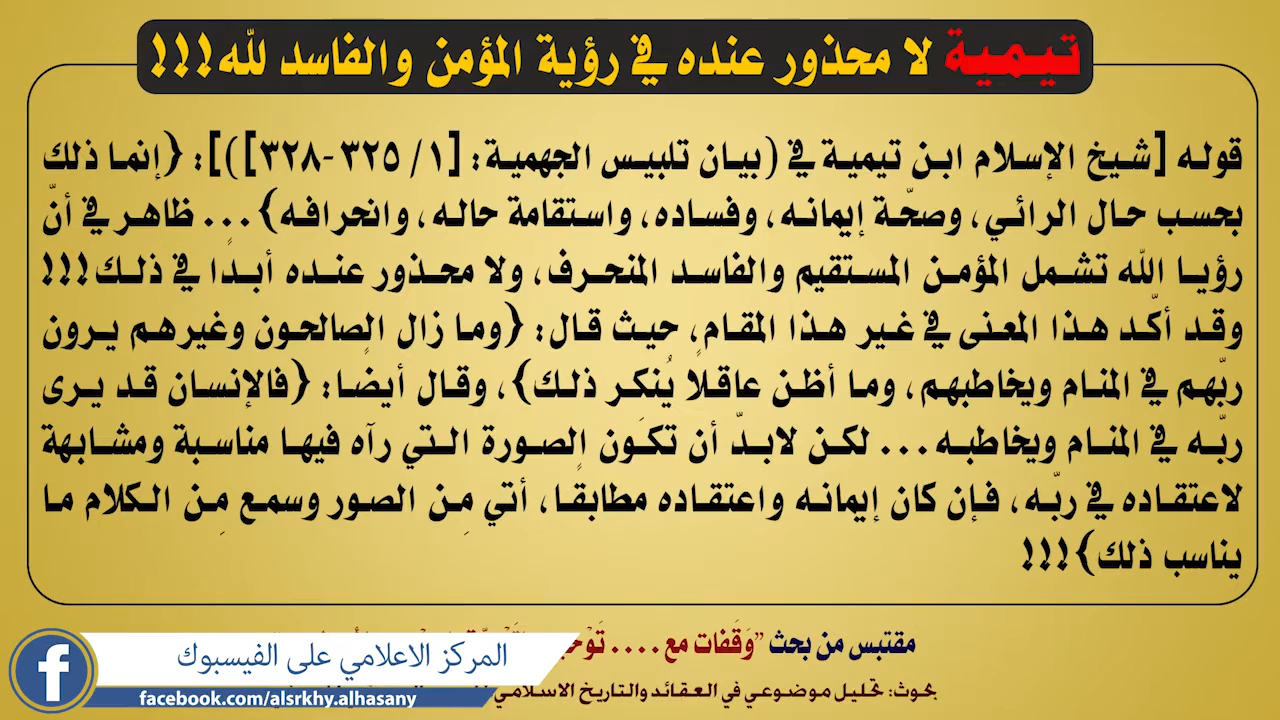 تيمية لا محذور عنده في رؤية المؤمن والفاسد لله!!!
قوله [شيخ الإسلام ابن تيمية في (بيان تلبيس الجهمية: [١/ ٣٢٥-٣٢٨])]: {إنما ذلك
بحسب حال الرائي، وصحّة إيمانه، وفساده، واستقامة حاله، وانحرافه}... ظاهر في أنّ
رؤيا الله تشمل المؤمن المستقيم والفاسد المنحرف، ولا محذور عنده أبدًا في ذلك!!!
وقد أكّد هذا المعنى في غير هذا المقام، حيث قال: {وما زال الصالحون وغيرهم يرون
ربّهم في المنام ويخاطبهم، وما أظن عاقلًا يُنكر ذلك}، وقال أيضًا: {فالإنسان قد يرى
ربّه في المنام ويخاطبه... لكن لابدّ أن تكون الصورة التي رآه فيها مناسبة ومشابهة
لاعتقاده في ربّه، فإن كان إيمانه واعتقاده مطابقًا، أتي مِن الصور وسمع مِن الكلام ما
يناسب ذلك}!!!
مقتبس من بحث "وَقَفات مع ....
بحوث: تحليل موضوعي في العقائد والتاريخ الاسلامي
المركز الاعلامي على الفيسبوك
facebook.com/alsrkhy.alhasany